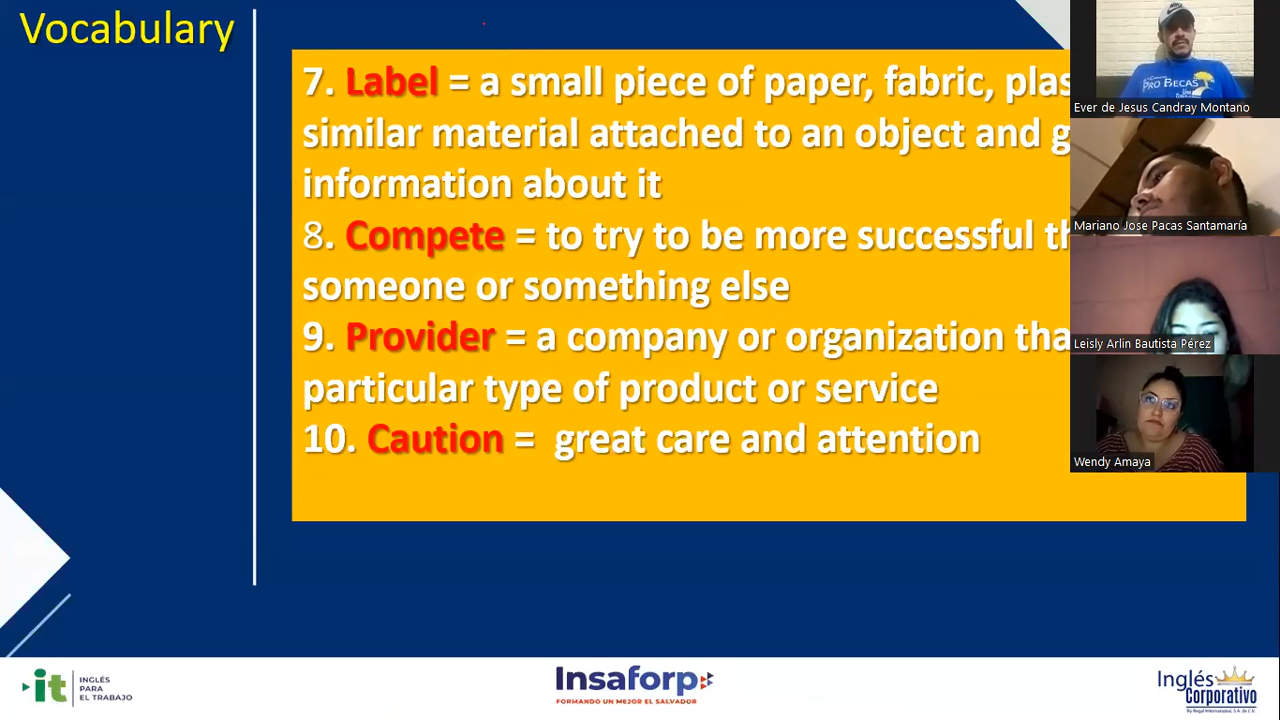 Vocabulary
7. Label = a small piece of paper, fabric,
similar material attached to an object and
information about it
8. Compete = to try to be more successful
someone or something else
9. Provider = a company or organization
particular type of product or service
10. Caution = great care and attention
Ever de Jesus Candray Montano
PRO BECAS
Mariano Jose Pacas Santamaría
Leisly Arlin Bautista Pérez
Wendy Amaya
it
INGLÉS
PARA
EL TRABAJO
Insaforp
FORMANDO UN MEJOR EL SALVADOR
Inglés
Corporativo